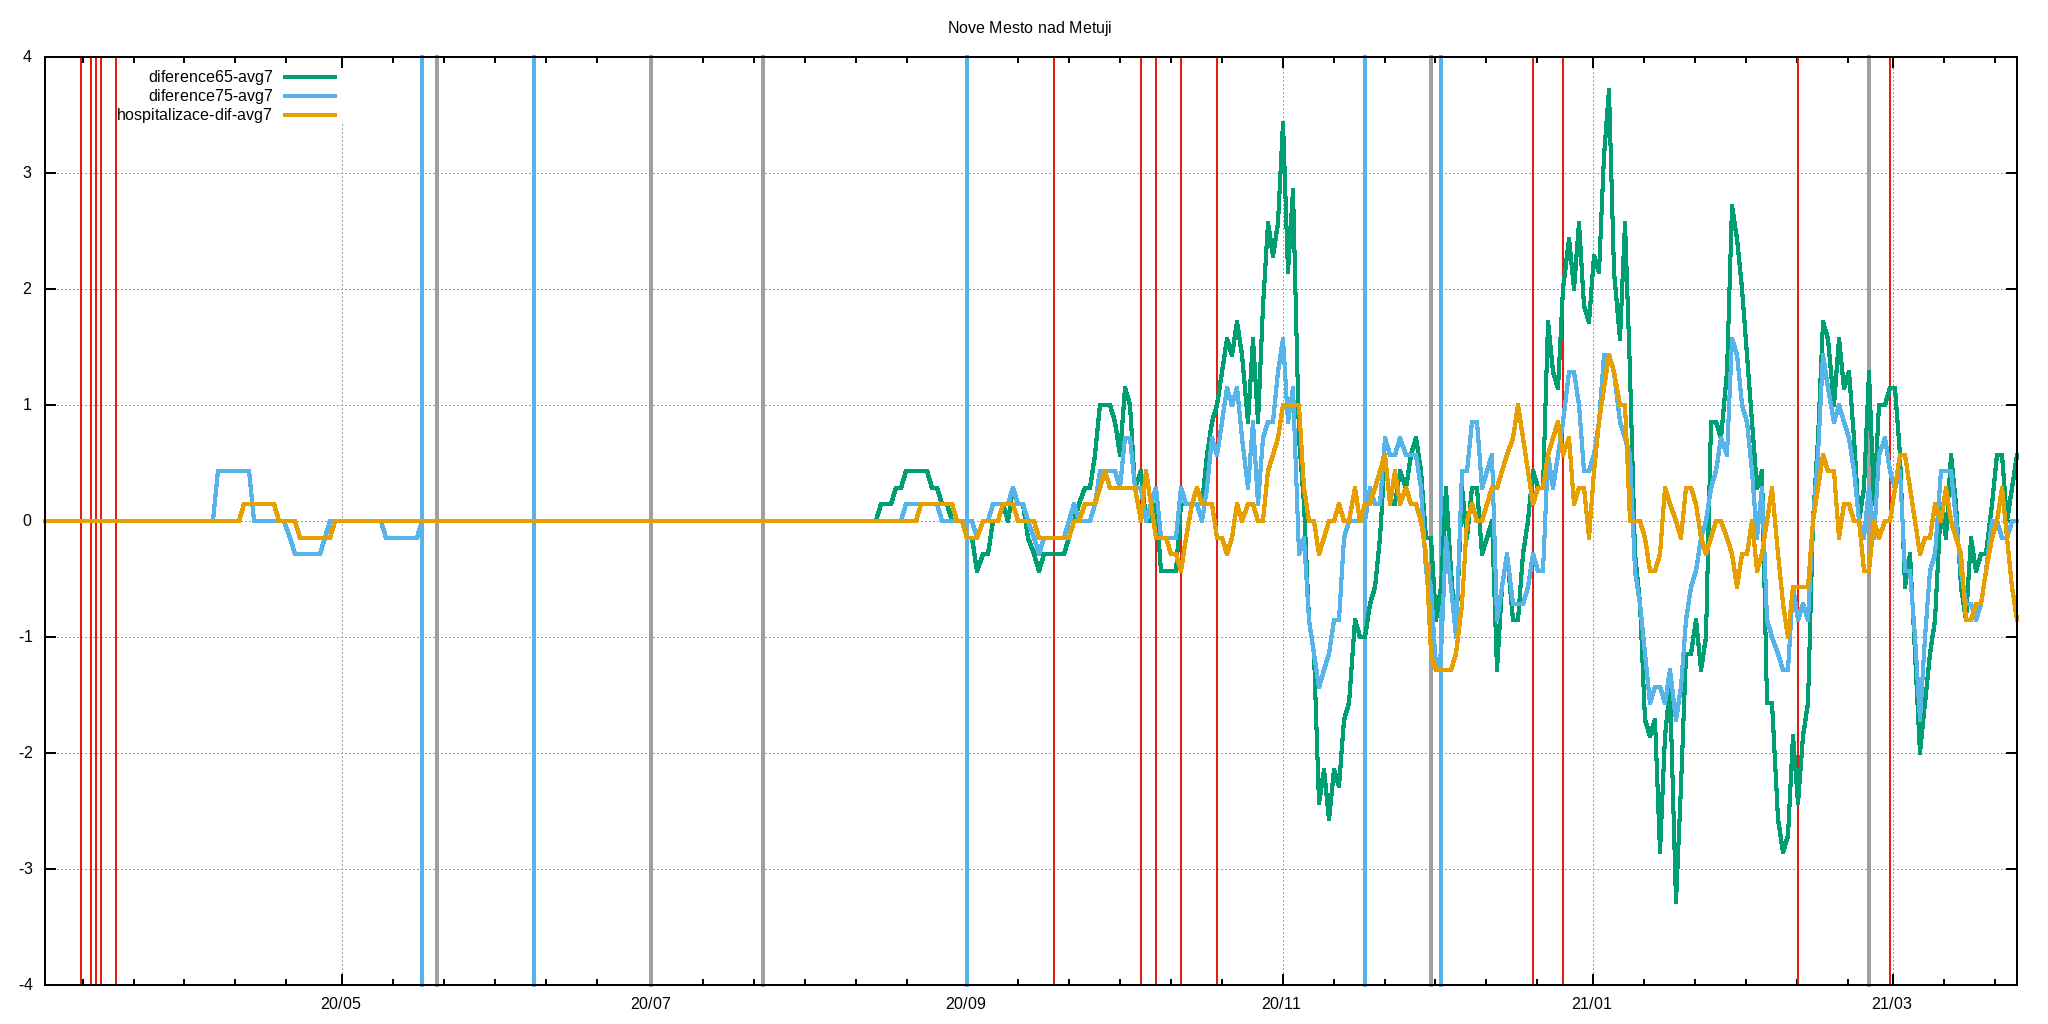 Nove Mesto nad Metuji
4
diference65-avg7
diference75-avg7
hospitalizace-dif-avg7
3
2
1
0
-1
-2
-3
-4
20/05 20/07 20/09 20/11 21/01 21/03